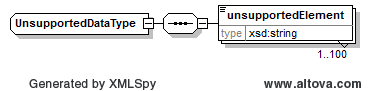 UnsupportedDataType
unsupportedElement
type xsd:string
1..100
Generated by XMLSpy www.altova.com